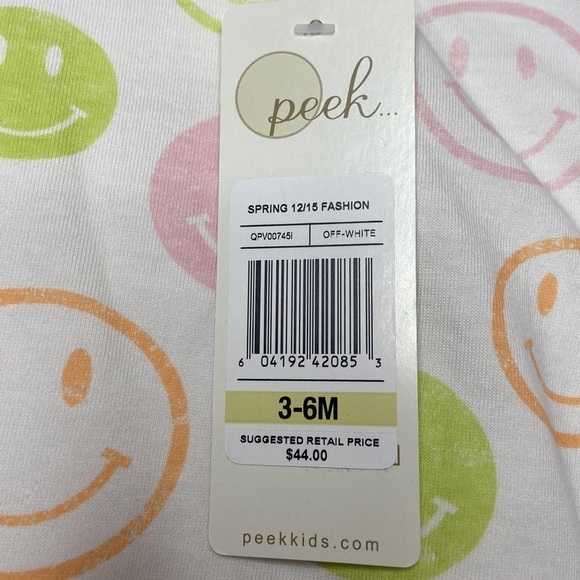 peek...
SPRING 12/15 FASHION
QPV00745I OFF-WHITE
6 04192 42085 3
3-6M
SUGGESTED RETAIL PRICE
$44.00
peekkids.com